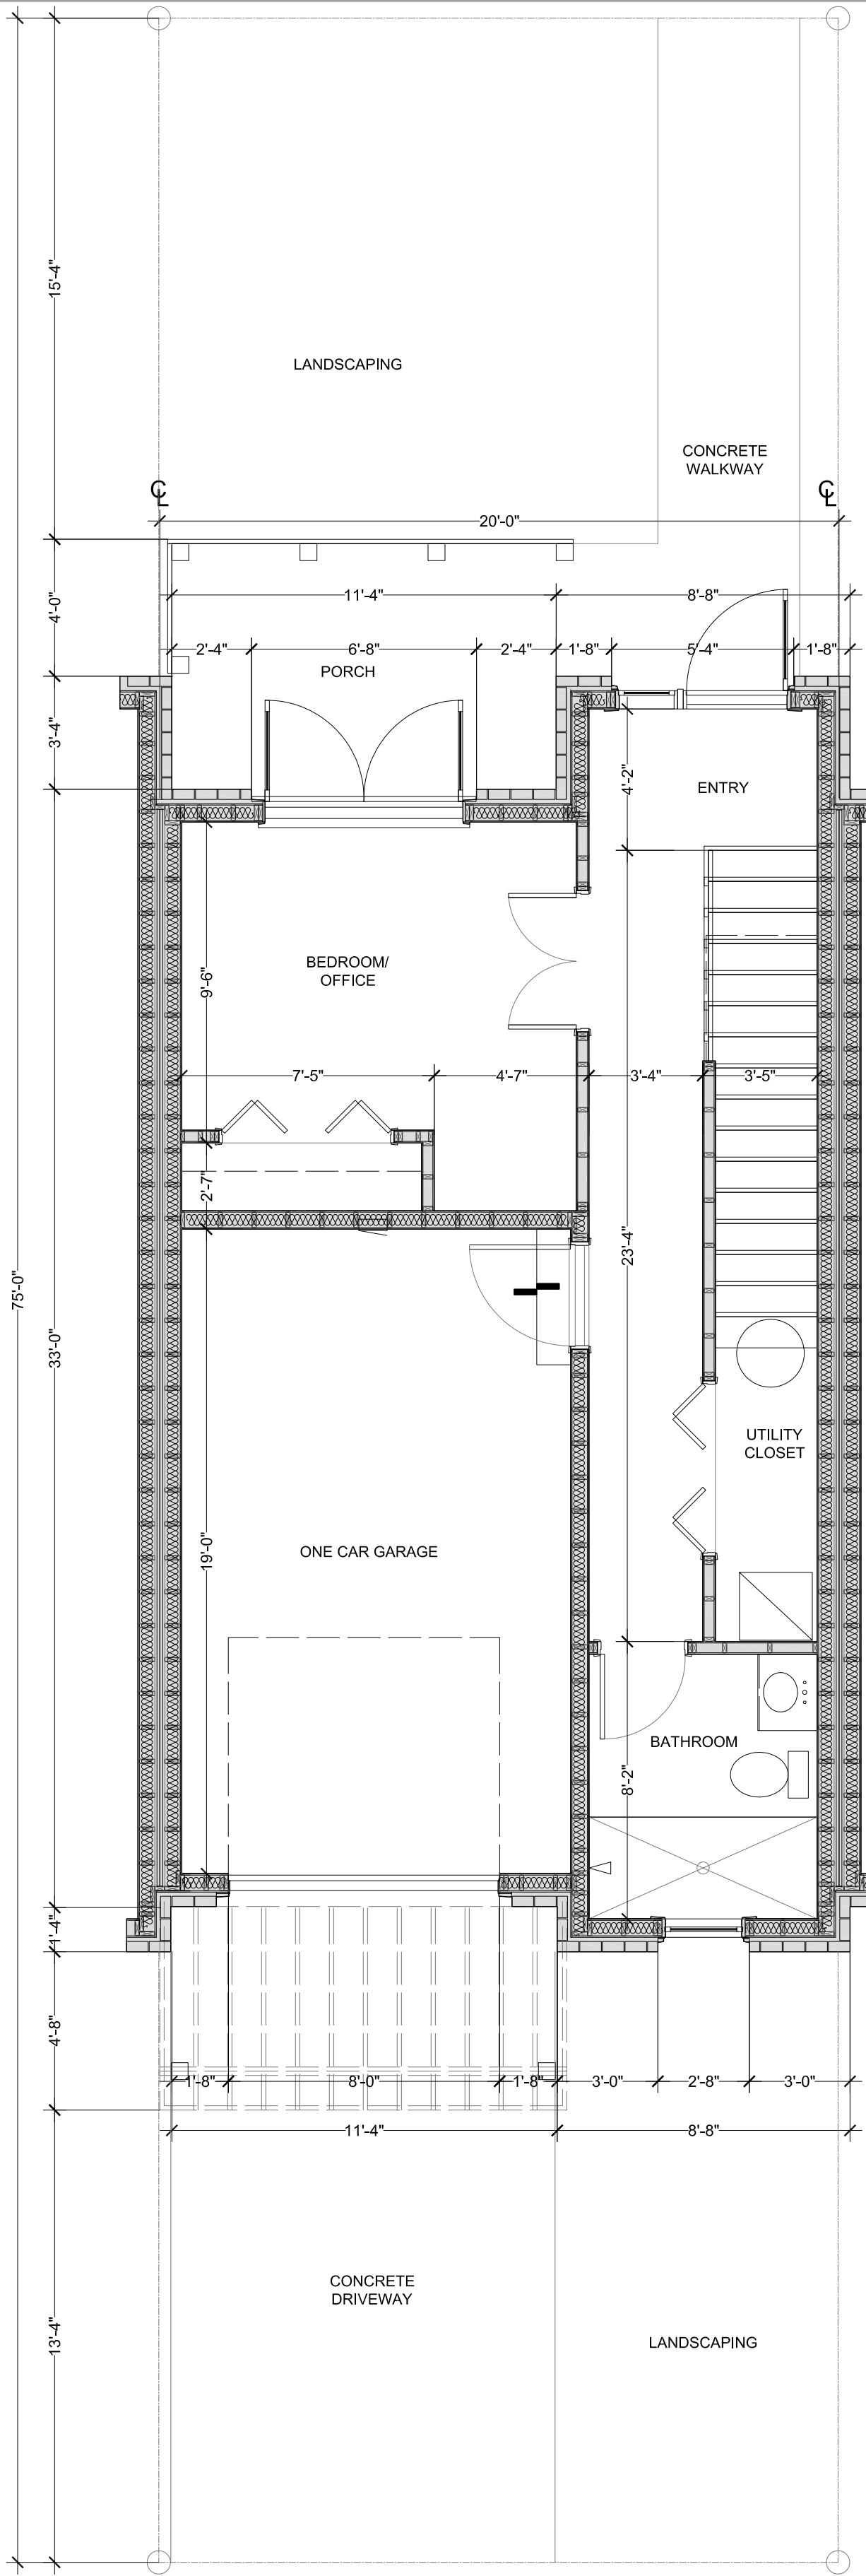 15'-4"
LANDSCAPING
CONCRETE
WALKWAY
CL
CL
20'-0"
4'-0"
11'-4"
8'-8"
2'-4"
6'-8"
2'-4"
1'-8"
5'-4"
1'-8"
PORCH
3'-4"
4'-2"
ENTRY
BEDROOM/
OFFICE
9'-6"
7'-5"
4'-7"
3'-4"
3'-5"
2'-7"
23'-4"
75'-0"
33'-0"
UTILITY
CLOSET
ONE CAR GARAGE
19'-0"
BATHROOM
8'-2"
1'-4"
4'-8"
1'-8"
8'-0"
1'-8"
3'-0"
2'-8"
3'-0"
11'-4"
8'-8"
CONCRETE
DRIVEWAY
13'-4"
LANDSCAPING